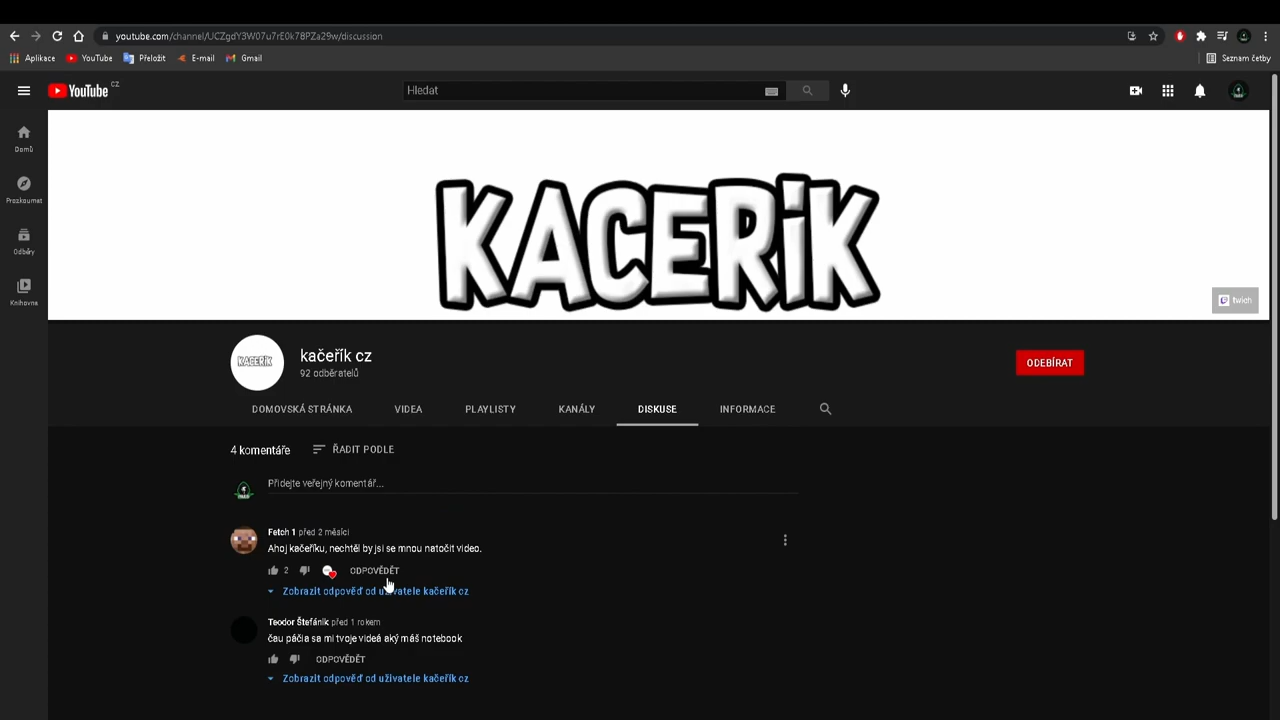 youtube.com/channel/UCZgdY3W07u7rE0k78PZa29w/discussion
Aplikace YouTube Přeložit E-mail Gmail Seznam četby
YouTube CZ Hledat
Domů
Prozkoumat
Odběry
Knihovna
KACERiK
twich
KACERiK
kačeřík cz
92 odběratelů
ODEBÍRAT
DOMOVSKÁ STRÁNKA VIDEA PLAYLISTY KANÁLY DISKUSE INFORMACE
4 komentáře ŘADIT PODLE
Přidejte veřejný komentář...
Fetch 1 před 2 měsíci
Ahoj kačeříku, nechtěl by jsi se mnou natočit video.
2 ODPOVĚDĚT
Zobrazit odpověď od uživatele kačeřík cz
Teodor Štefánik před 1 rokem
čau páčia sa mi tvoje videá aký máš notebook
ODPOVĚDĚT
Zobrazit odpověď od uživatele kačeřík cz